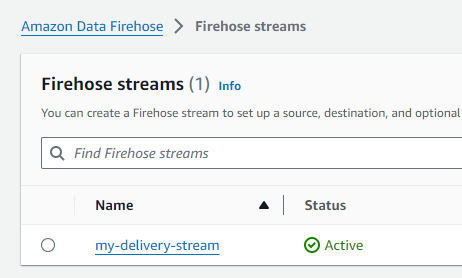 Amazon Data Firehose > Firehose streams
Firehose streams (1) Info
You can create a Firehose stream to set up a source, destination, and optional
Find Firehose streams
Name Status
my-delivery-stream Active